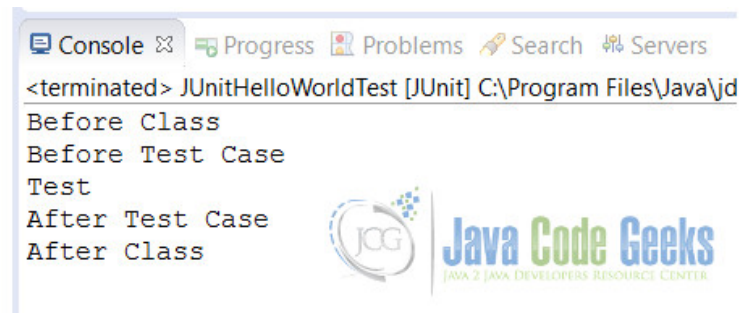 Console Progress Problems Search Servers
<terminated> JUnitHelloWorldTest [JUnit] C:\Program Files\Java\jd
Before Class
Before Test Case
Test
After Test Case
After Class
JCG
Java Code Geeks
JAVA 2 JAVA DEVELOPERS RESOURCE CENTER